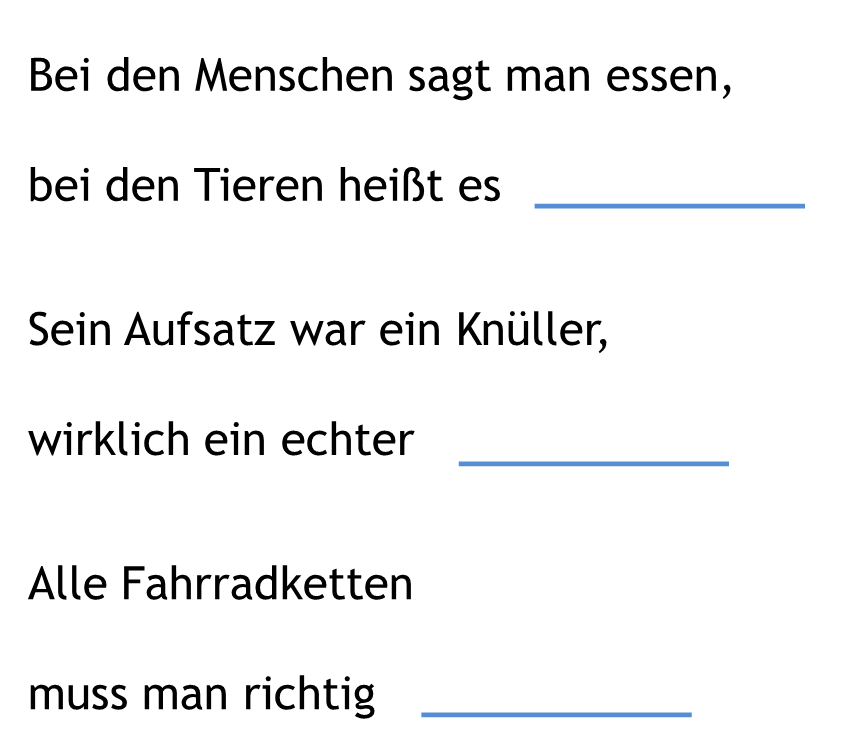 Bei den Menschen sagt man essen,
bei den Tieren heißt es
Sein Aufsatz war ein Knüller,
wirklich ein echter
Alle Fahrradketten
muss man richtig